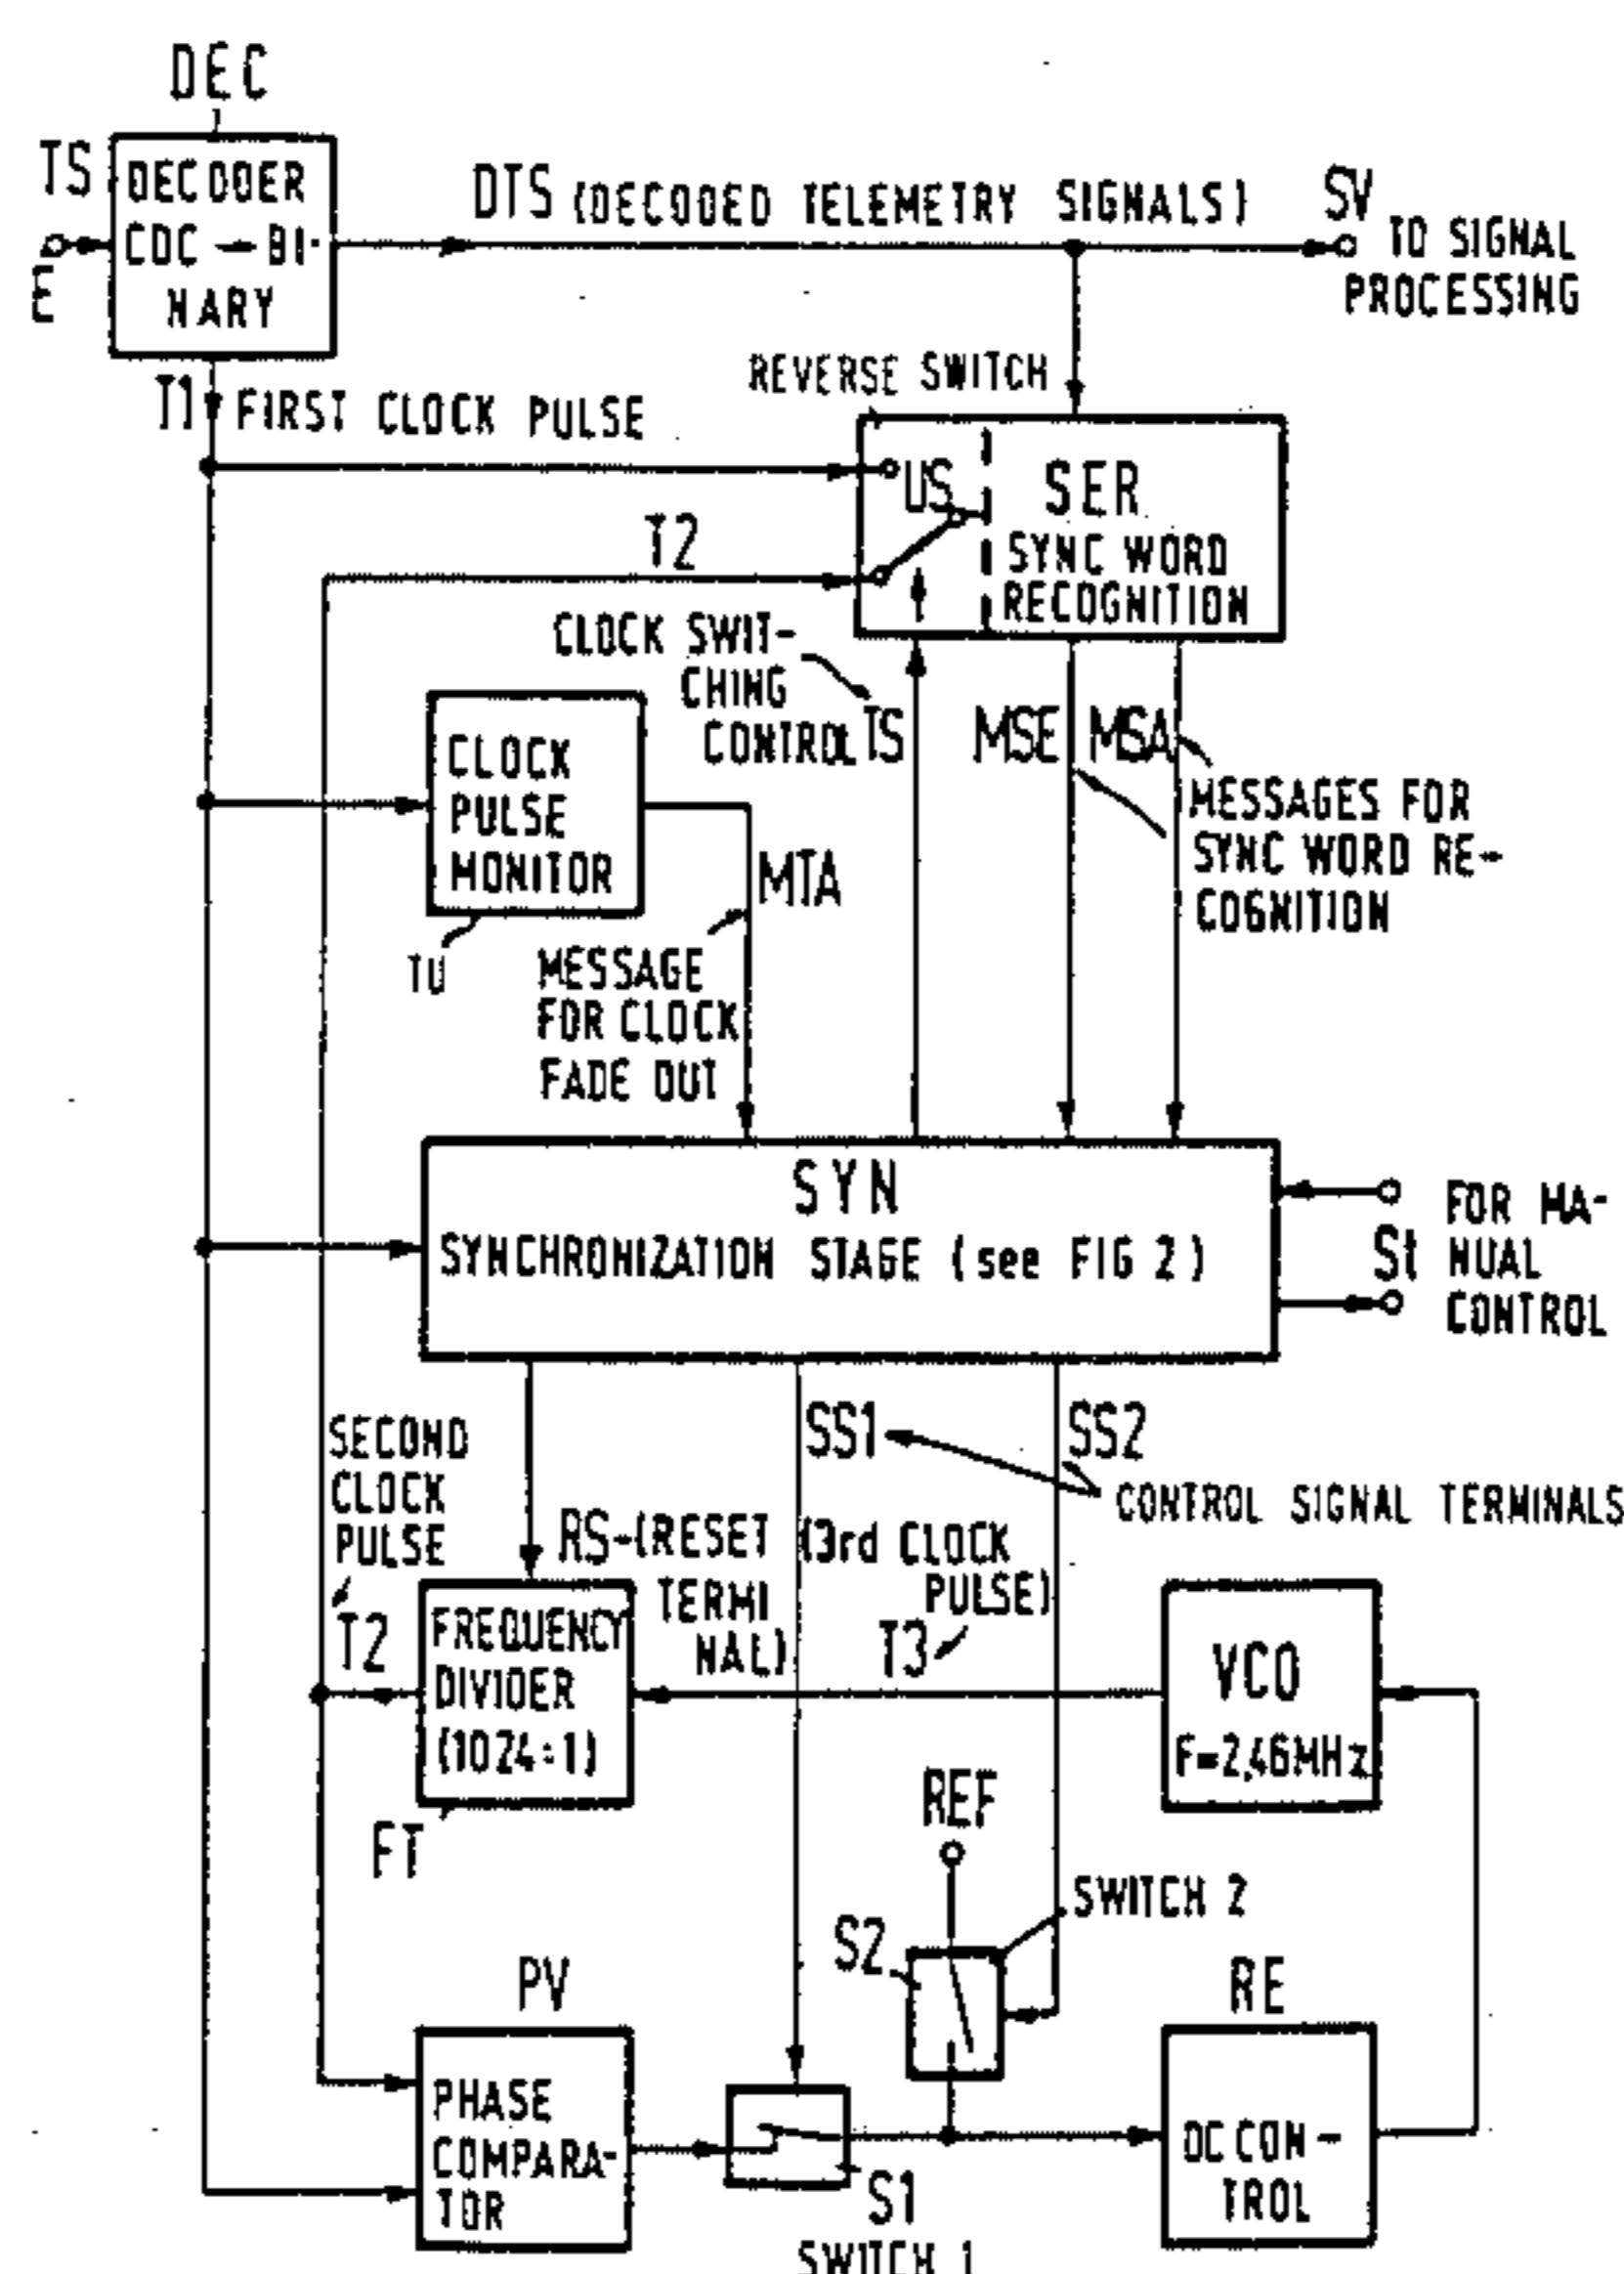 DEC
TS
DECODER
CDC → BI-
NARY
E
DTS (DECODED TELEMETRY SIGNALS)
SV
TO SIGNAL
PROCESSING
T1 FIRST CLOCK PULSE
REVERSE SWITCH
US
SER
SYNC WORD
RECOGNITION
T2
CLOCK SWIT-
CHING
CONTROL TS
MSE MSA
MESSAGES FOR
SYNC WORD RE-
COGNITION
CLOCK
PULSE
MONITOR
TU
MTA
MESSAGE
FOR CLOCK
FADE OUT
SYN
SYNCHRONIZATION STAGE (see FIG 2)
St
FOR MA-
NUAL
CONTROL
SECOND
CLOCK
PULSE
T2
SS1
SS2
CONTROL SIGNAL TERMINALS
RS-(RESET
TERMI
NAL)
(3rd CLOCK
PULSE)
T3
FREQUENCY
DIVIDER
(1024:1)
FT
VCO
F=2,46MHz
REF
SWITCH 2
S2
PV
PHASE
COMPARA-
TOR
S1
SWITCH 1
RE
DC CON-
TROL